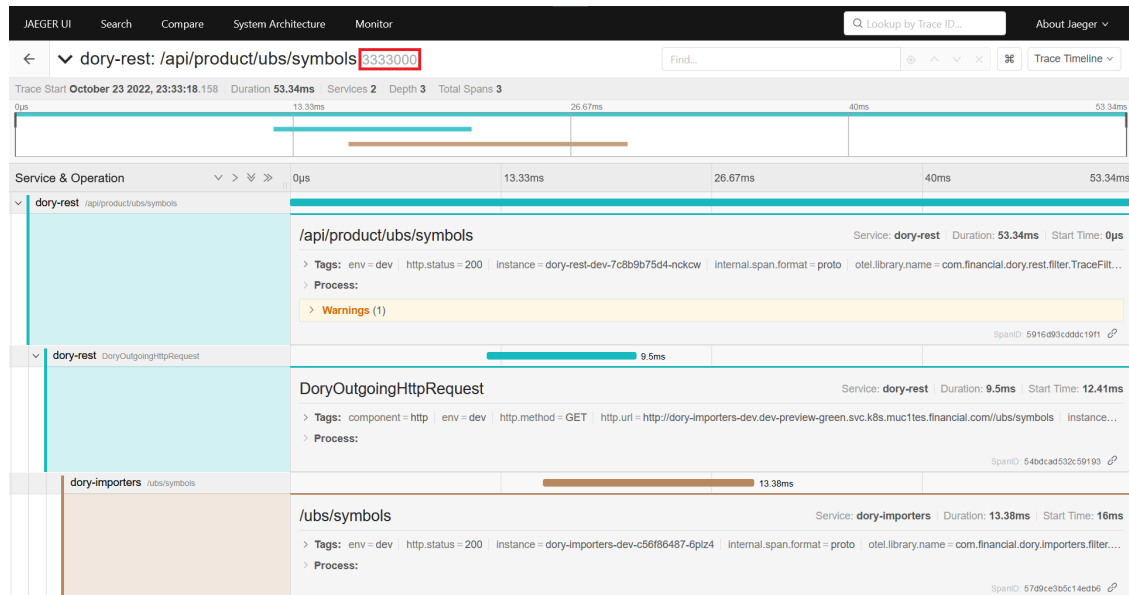 JAEGER UI Search Compare System Architecture Monitor Lookup by Trace ID... About Jaeger
dory-rest: /api/product/ubs/symbols 3333000 Find... ⌘ Trace Timeline
Trace Start October 23 2022, 23:33:18.158 Duration 53.34ms Services 2 Depth 3 Total Spans 3
0μs 13.33ms 26.67ms 40ms 53.34ms
Service & Operation 0μs 13.33ms 26.67ms 40ms 53.34ms
dory-rest /api/product/ubs/symbols
/api/product/ubs/symbols Service: dory-rest Duration: 53.34ms Start Time: 0μs
Tags: env = dev http.status = 200 instance = dory-rest-dev-7c8b9b75d4-nckcw internal.span.format = proto otel.library.name = com.financial.dory.rest.filter.TraceFilt...
Process:
Warnings (1)
SpanID: 5916d93cdddc19f1
dory-rest DoryOutgoingHttpRequest 9.5ms
DoryOutgoingHttpRequest Service: dory-rest Duration: 9.5ms Start Time: 12.41ms
Tags: component = http env = dev http.method = GET http.url = http://dory-importers-dev.dev-preview-green.svc.k8s.muc1tes.financial.com//ubs/symbols instance...
Process:
SpanID: 54bdcad532c59193
dory-importers /ubs/symbols 13.38ms
/ubs/symbols Service: dory-importers Duration: 13.38ms Start Time: 16ms
Tags: env = dev http.status = 200 instance = dory-importers-dev-c56f86487-6plz4 internal.span.format = proto otel.library.name = com.financial.dory.importers.filter....
Process:
SpanID: 57d9ce3b5c14edb6